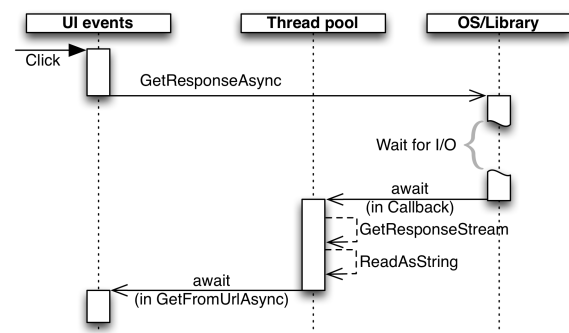 UI events
Thread pool
OS/Library
Click
GetResponseAsync
Wait for I/O
await
(in Callback)
GetResponseStream
ReadAsString
await
(in GetFromUrlAsync)